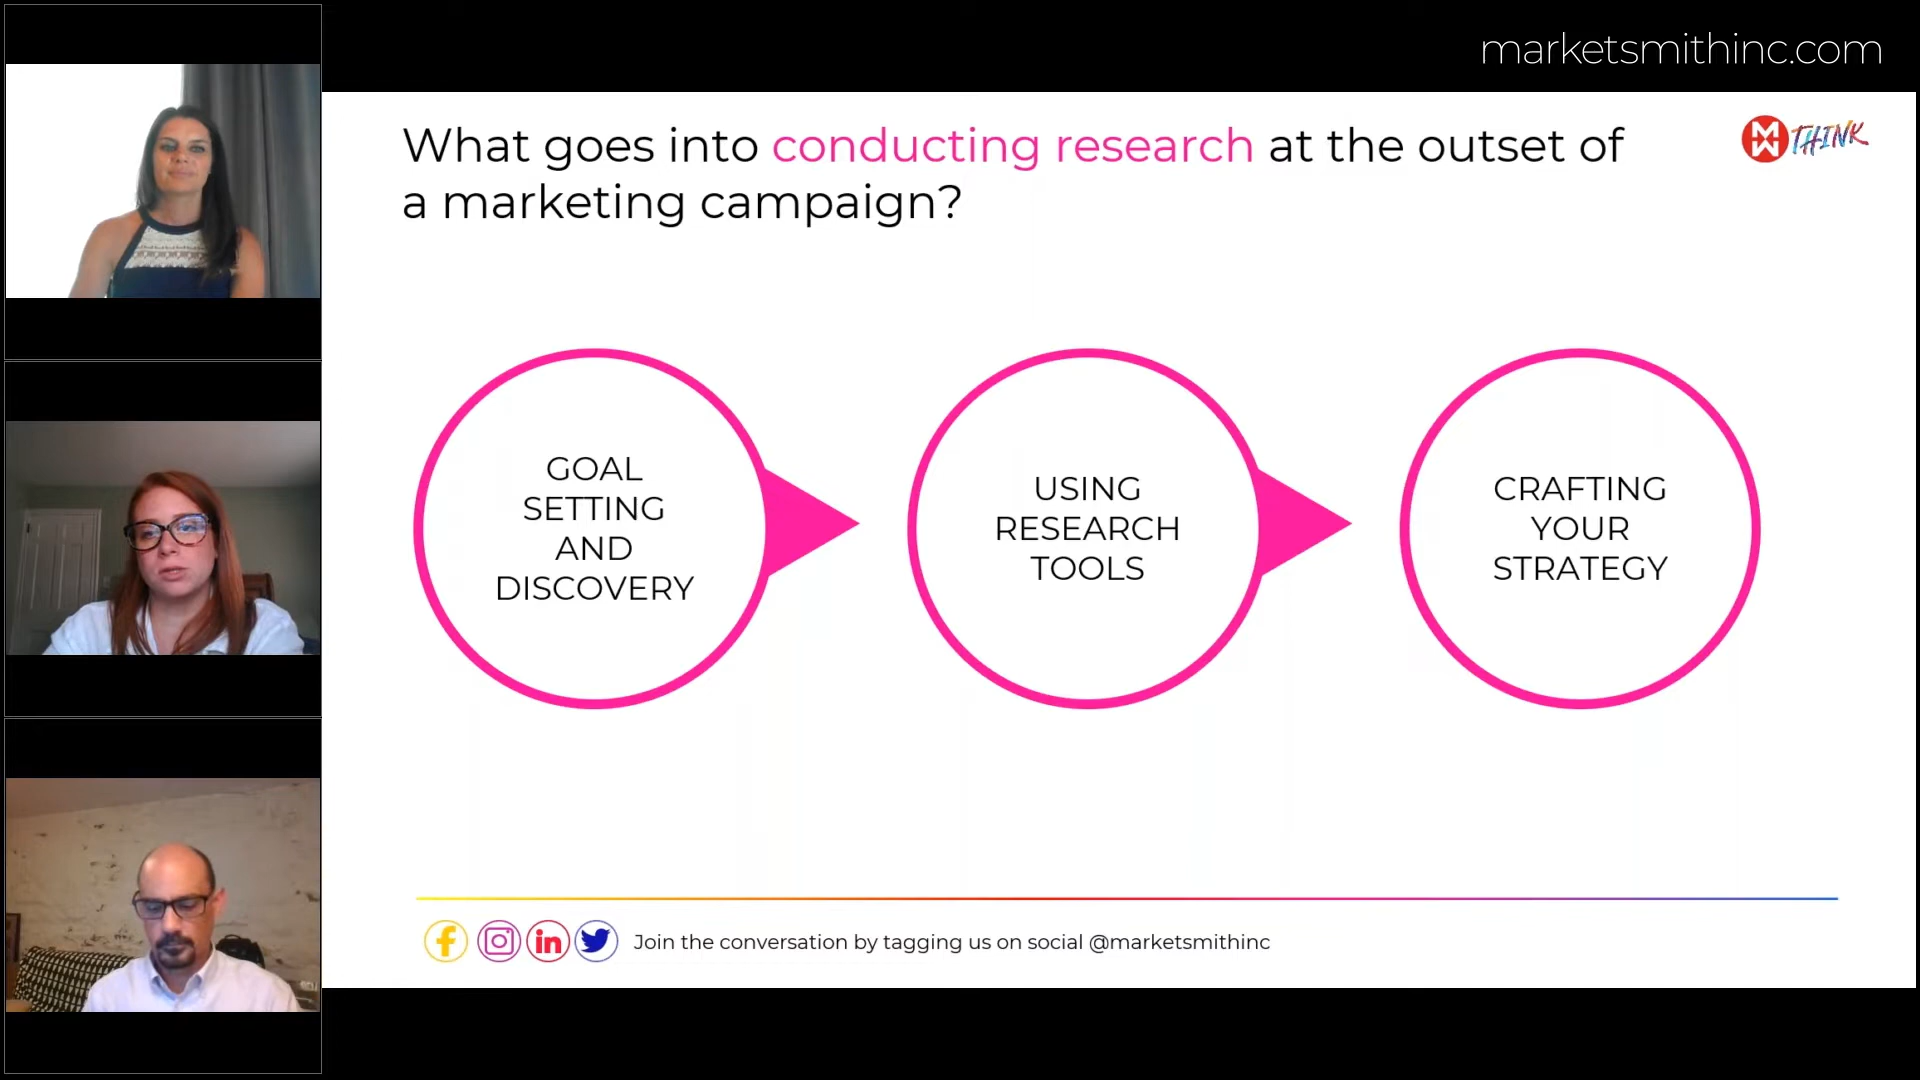 marketsmithinc.com
What goes into conducting research at the outset of
a marketing campaign?
THINK
GOAL
SETTING
AND
DISCOVERY
USING
RESEARCH
TOOLS
CRAFTING
YOUR
STRATEGY
Join the conversation by tagging us on social @marketsmithinc